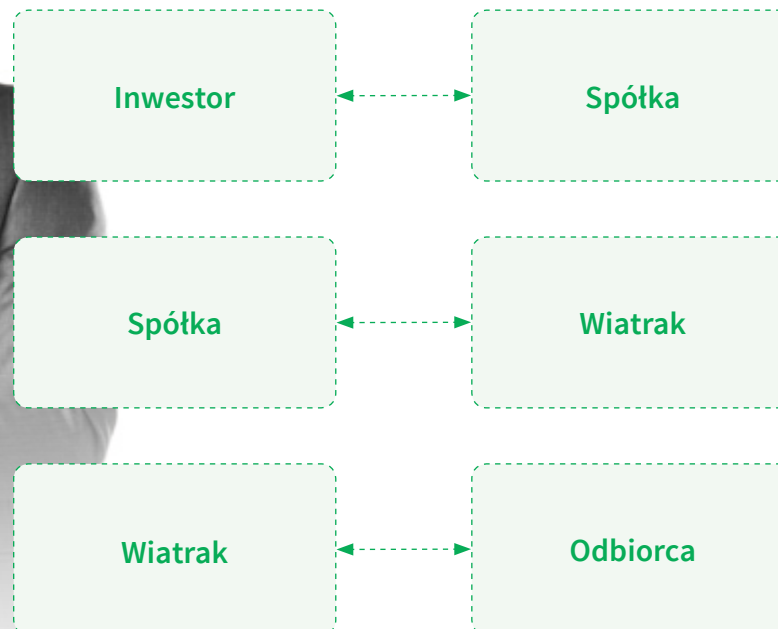 Inwestor
Spółka
Spółka
Wiatrak
Wiatrak
Odbiorca